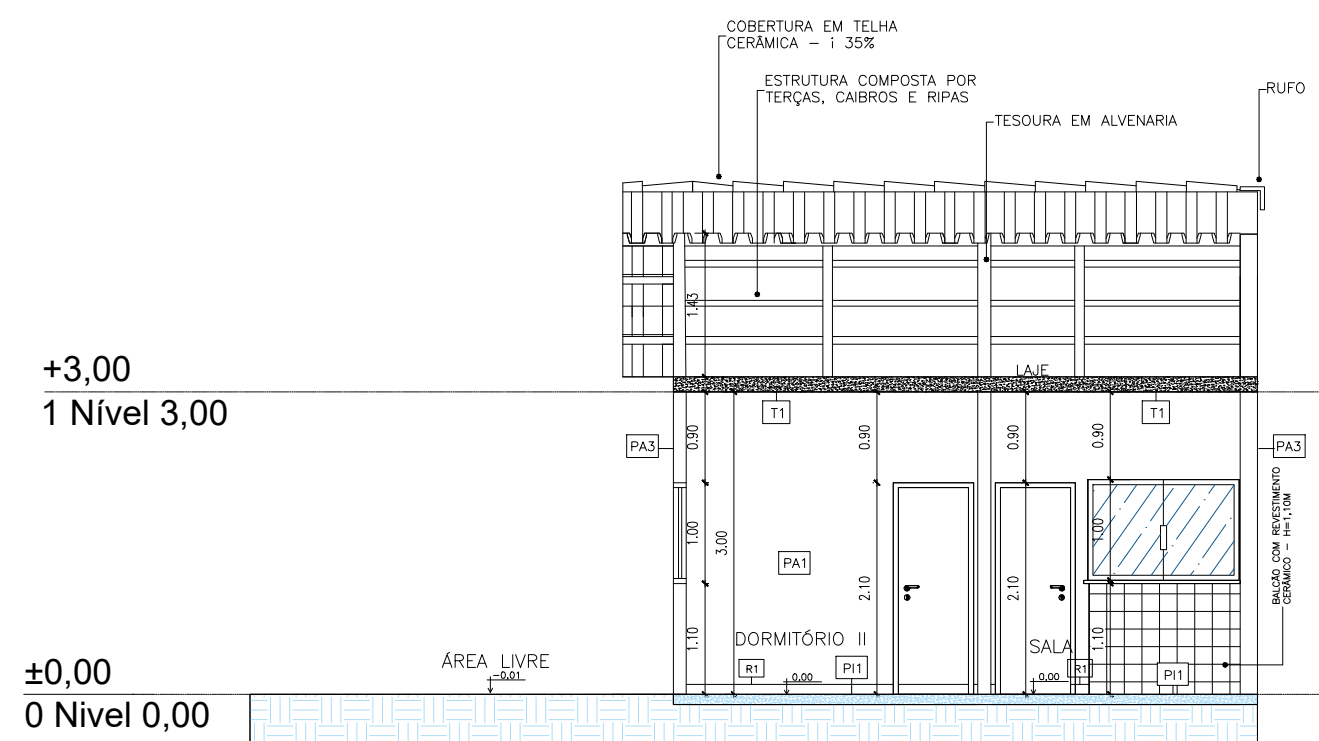 COBERTURA EM TELHA
CERÂMICA – i 35%
ESTRUTURA COMPOSTA POR
TERÇAS, CAIBROS E RIPAS
RUFO
TESOURA EM ALVENARIA
1.43
+3,00
LAJE
1 Nível 3,00
T1
T1
PA3
0.90
0.90
0.90
0.90
PA3
1.00
3.00
1.00
BALCÃO COM REVESTIMENTO
CERÂMICO – H=1,10M
PA1
2.10
2.10
1.10
DORMITÓRIO II
SALA
1.10
±0,00
ÁREA LIVRE
-0,01
R1
0,00
PI1
0,00
R1
PI1
0 Nivel 0,00